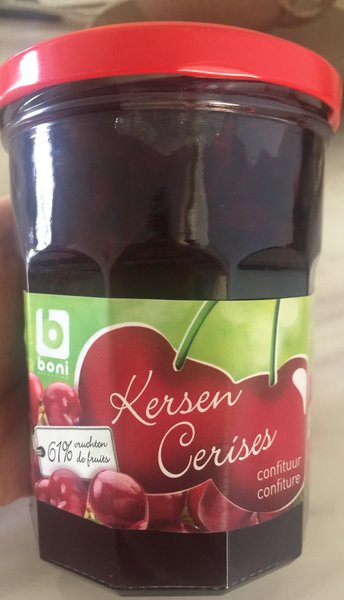 boni
Kersen
Cerises
61% vruchten
de fruits
confituur
confiture